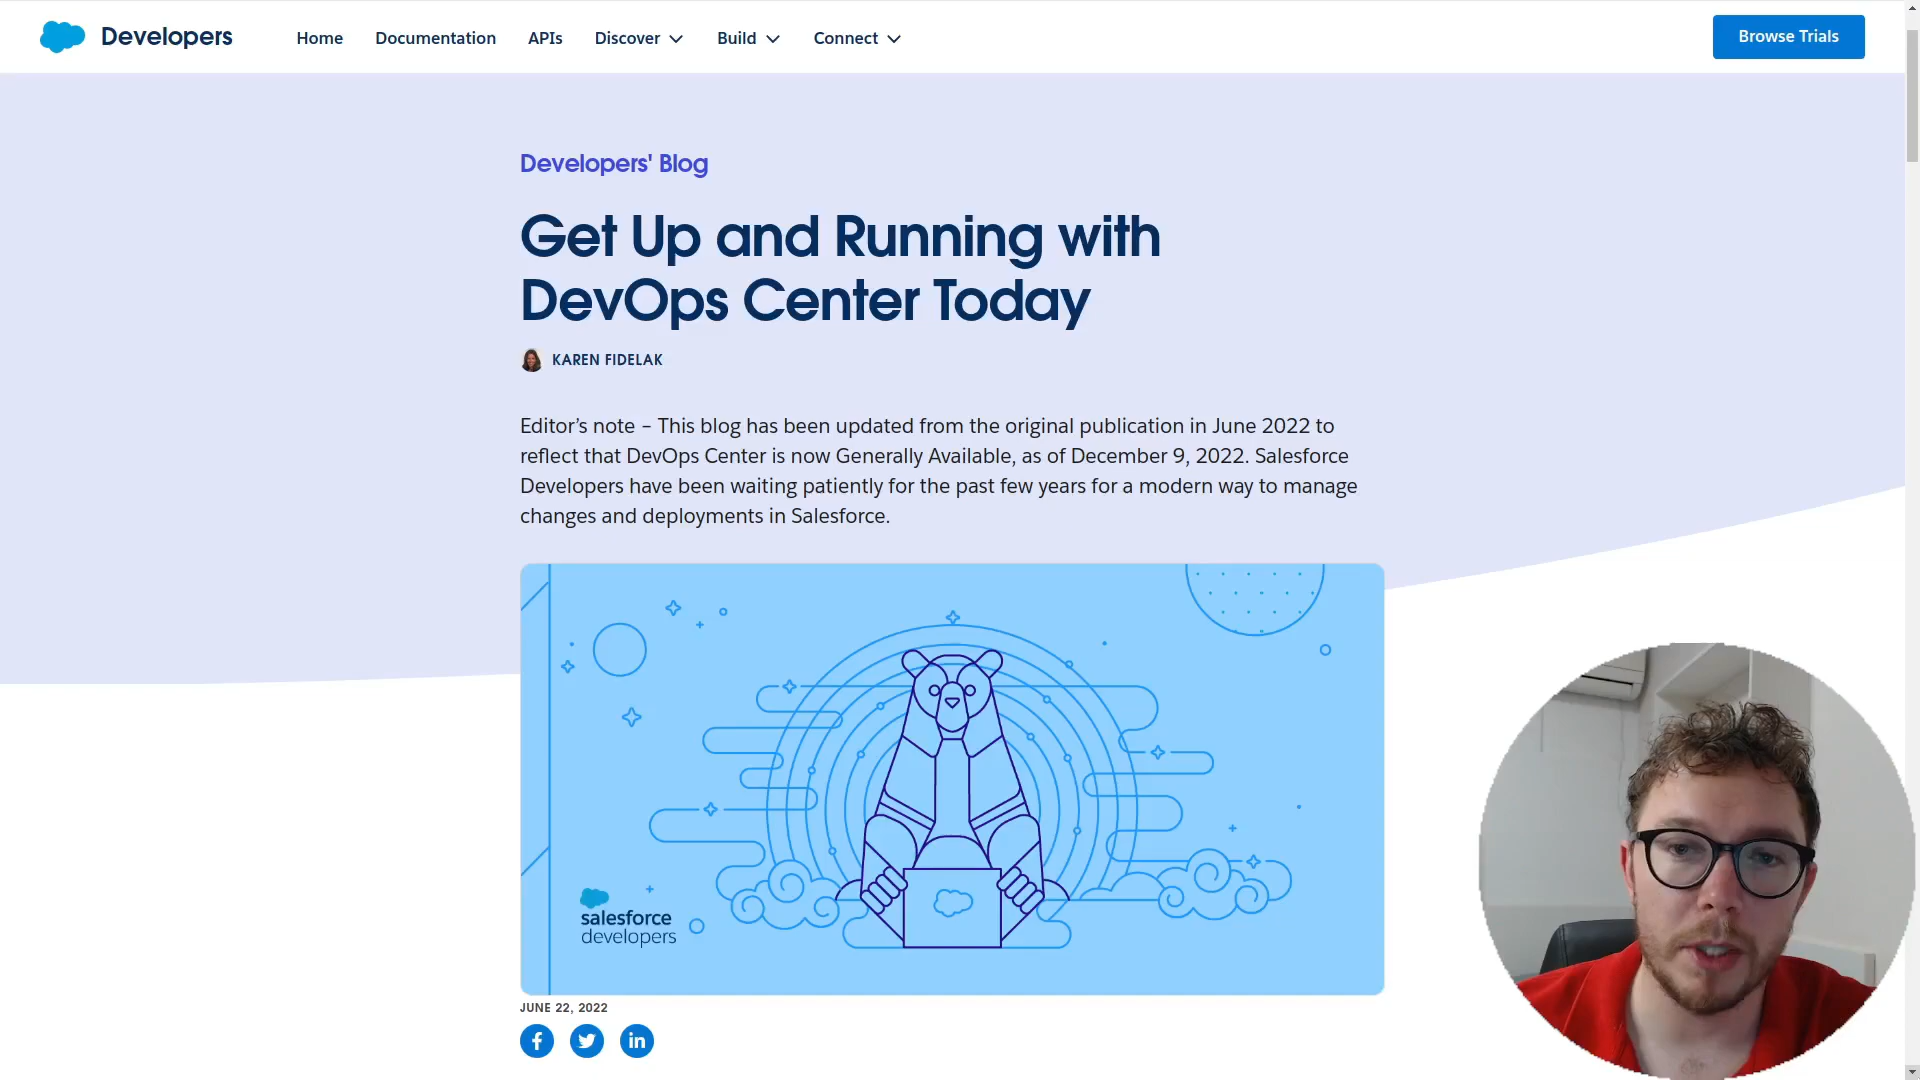 Developers
Home
Documentation
APIs
Discover
Build
Connect
Browse Trials
Developers' Blog
Get Up and Running with
DevOps Center Today
KAREN FIDELAK
Editor’s note – This blog has been updated from the original publication in June 2022 to
reflect that DevOps Center is now Generally Available, as of December 9, 2022. Salesforce
Developers have been waiting patiently for the past few years for a modern way to manage
changes and deployments in Salesforce.
salesforce
developers
JUNE 22, 2022